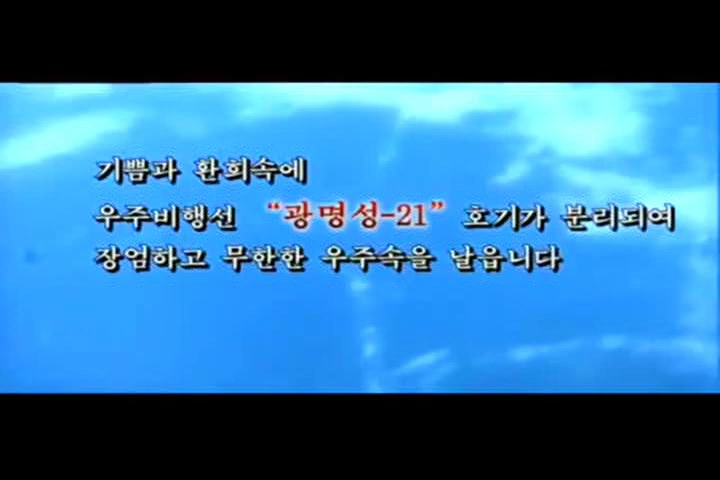 기쁨과 환희속에
우주비행선 “광명성-21” 호기가 분리되여
장엄하고 무한한 우주속을 날읍니다